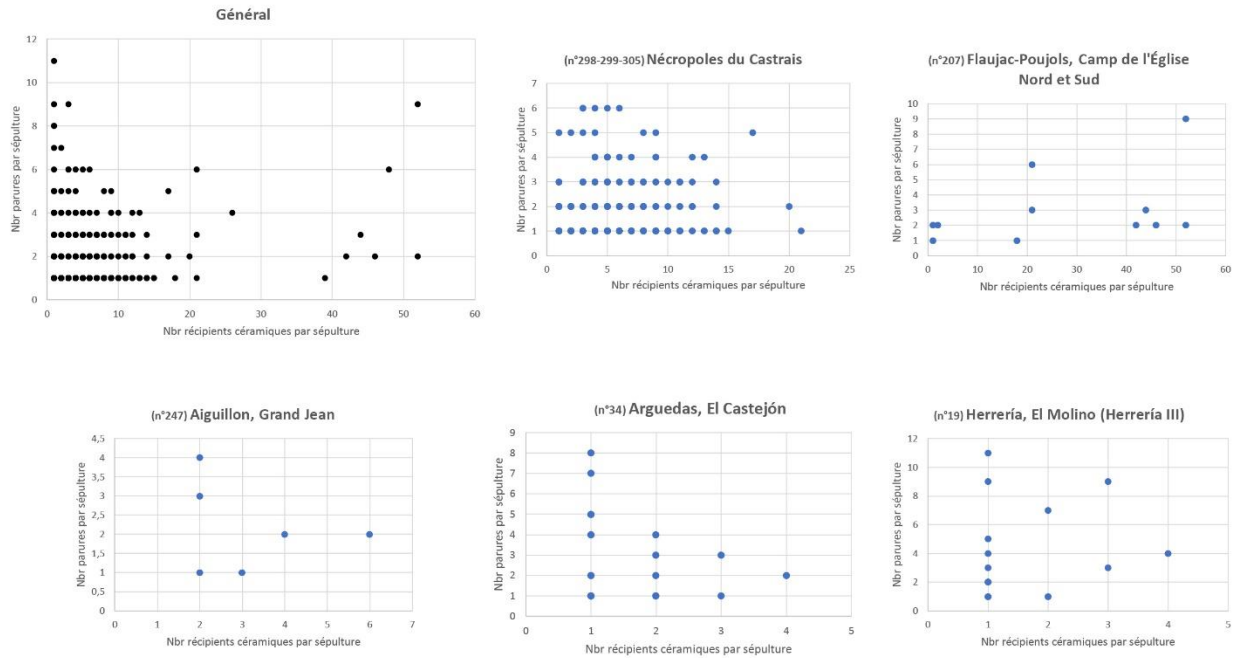 Général
12
10
8
6
4
2
0
0 10 20 30 40 50 60
Nbr parures par sépulture
Nbr récipients céramiques par sépulture
(n°298-299-305) Nécropoles du Castrais
7
6
5
4
3
2
1
0
0 5 10 15 20 25
Nbr parures par sépulture
Nbr récipients céramiques par sépulture
(n°207) Flaujac-Poujols, Camp de l'Église
Nord et Sud
10
9
8
7
6
5
4
3
2
1
0
0 10 20 30 40 50 60
Nbr parures par sépulture
Nbr récipients céramiques par sépulture
(n°247) Aiguillon, Grand Jean
4,5
4
3,5
3
2,5
2
1,5
1
0,5
0
0 1 2 3 4 5 6 7
Nbr parures par sépulture
Nbr récipients céramiques par sépulture
(n°34) Arguedas, El Castejón
9
8
7
6
5
4
3
2
1
0
0 1 2 3 4 5
Nbr parures par sépulture
Nbr récipients céramiques par sépulture
(n°19) Herrería, El Molino (Herrería III)
12
10
8
6
4
2
0
0 1 2 3 4 5
Nbr parures par sépulture
Nbr récipients céramiques par sépulture